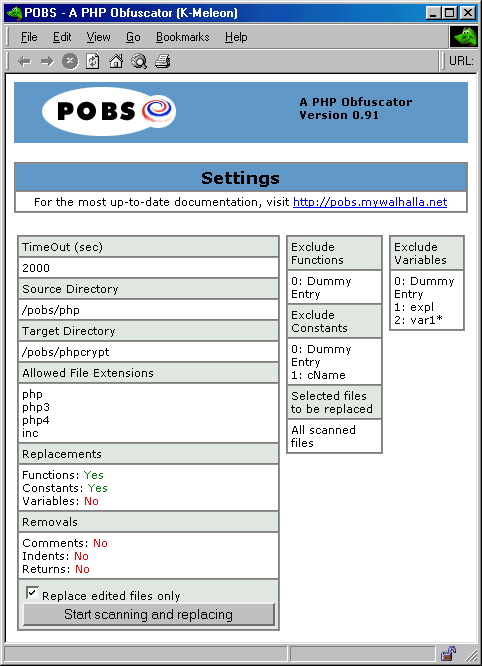 POBS - A PHP Obfuscator (K-Meleon)
File Edit View Go Bookmarks Help
URL:
POBS
A PHP Obfuscator
Version 0.91
Settings
For the most up-to-date documentation, visit http://pobs.mywalhalla.net
TimeOut (sec)
2000
Source Directory
/pobs/php
Target Directory
/pobs/phpcrypt
Allowed File Extensions
php
php3
php4
inc
Replacements
Functions: Yes
Constants: Yes
Variables: No
Removals
Comments: No
Indents: No
Returns: No
Replace edited files only
Start scanning and replacing
Exclude
Functions
0: Dummy
Entry
Exclude
Constants
0: Dummy
Entry
1: cName
Selected files
to be replaced
All scanned
files
Exclude
Variables
0: Dummy
Entry
1: expl
2: var1*